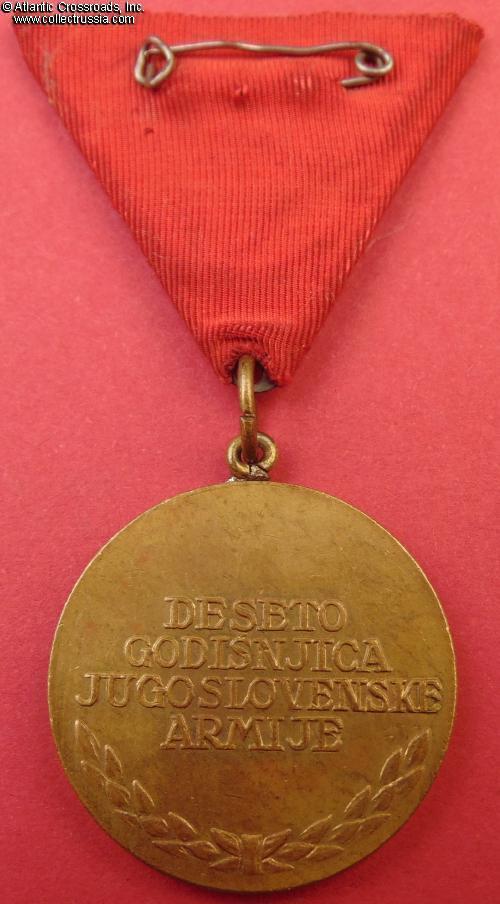 © Atlantic Crossroads, Inc.
www.collectrussia.com
DESETO
GODIŠNJICA
JUGOSLOVENSKE
ARMIJE